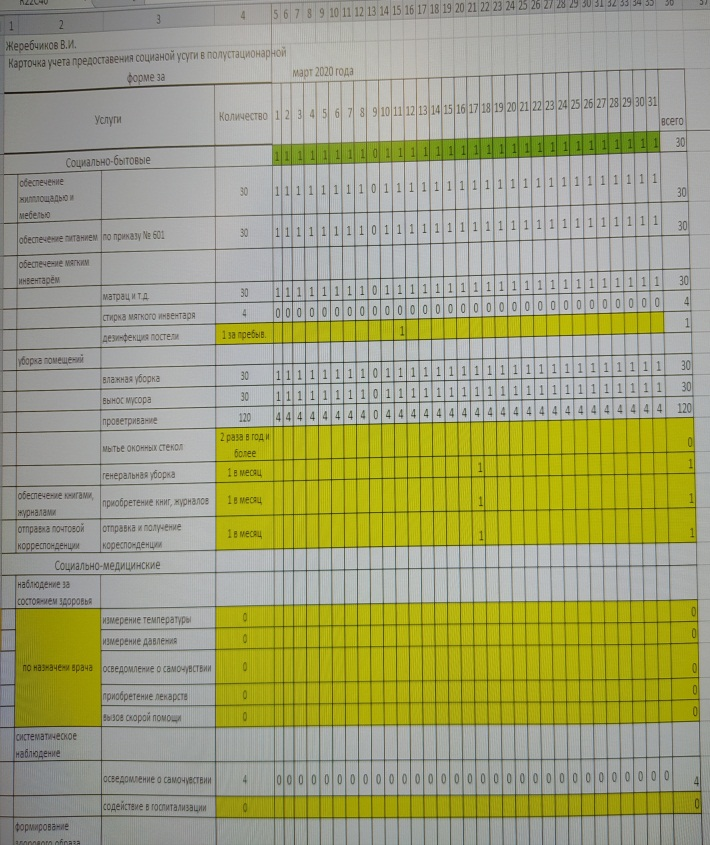 1 2 3 4 5 6 7 8 9 10 11 12 13 14 15 16 17 18 19 20 21 22 23 24 25 26 27 28 29 30 31 32 33 34 35 36 37
Жеребчиков В.И.
Карточка учета предоставения социаной усуги в полустационарной
форме за март 2020 года
Услуги Количество 1 2 3 4 5 6 7 8 9 10 11 12 13 14 15 16 17 18 19 20 21 22 23 24 25 26 27 28 29 30 31 всего
Социально-бытовые 1 1 1 1 1 1 1 1 0 1 1 1 1 1 1 1 1 1 1 1 1 1 1 1 1 1 1 1 1 1 1 30
обеспечение
жилплощадью и
мебелью 30 1 1 1 1 1 1 1 1 0 1 1 1 1 1 1 1 1 1 1 1 1 1 1 1 1 1 1 1 1 1 1 30
обеспечение питанием по приказу № 601 30 1 1 1 1 1 1 1 1 0 1 1 1 1 1 1 1 1 1 1 1 1 1 1 1 1 1 1 1 1 1 1 30
обеспечение мягким
инвентарём
матрац и т.д. 30 1 1 1 1 1 1 1 1 0 1 1 1 1 1 1 1 1 1 1 1 1 1 1 1 1 1 1 1 1 1 1 30
стирка мягкого инвентаря 4 0 0 0 0 0 0 0 0 0 0 0 0 0 0 0 0 0 0 0 0 0 0 0 0 0 0 0 0 0 0 0 4
дезинфекция постели 1 за пребыв. 1 1
уборка помещений
влажная уборка 30 1 1 1 1 1 1 1 1 0 1 1 1 1 1 1 1 1 1 1 1 1 1 1 1 1 1 1 1 1 1 1 30
вынос мусора 30 1 1 1 1 1 1 1 1 0 1 1 1 1 1 1 1 1 1 1 1 1 1 1 1 1 1 1 1 1 1 1 30
проветривание 120 4 4 4 4 4 4 4 4 0 4 4 4 4 4 4 4 4 4 4 4 4 4 4 4 4 4 4 4 4 4 4 120
мытье оконных стекол 2 раза в год и
более 0
генеральная уборка 1 в месяц 1 1
обеспечение книгами,
журналами приобретение книг, журналов 1 в месяц 1 1
отправка почтовой
корреспонденции отправка и получение
кореспонденции 1 в месяц 1 1
Социально-медицинские
наблюдение за
состоянием здоровья
по назначени врача
измерение температуры 0 0
измерение давления 0 0
осведомление о самочувствии 0 0
приобретение лекарств 0 0
вызов скорой помощи 0 0
систематическое
наблюдение
осведомление о самочувствии 4 0 0 0 0 0 0 0 0 0 0 0 0 0 0 0 0 0 0 0 0 0 0 0 0 0 0 0 0 0 0 0 4
содействие в госпитализации 0 0
формирование
здорового образа